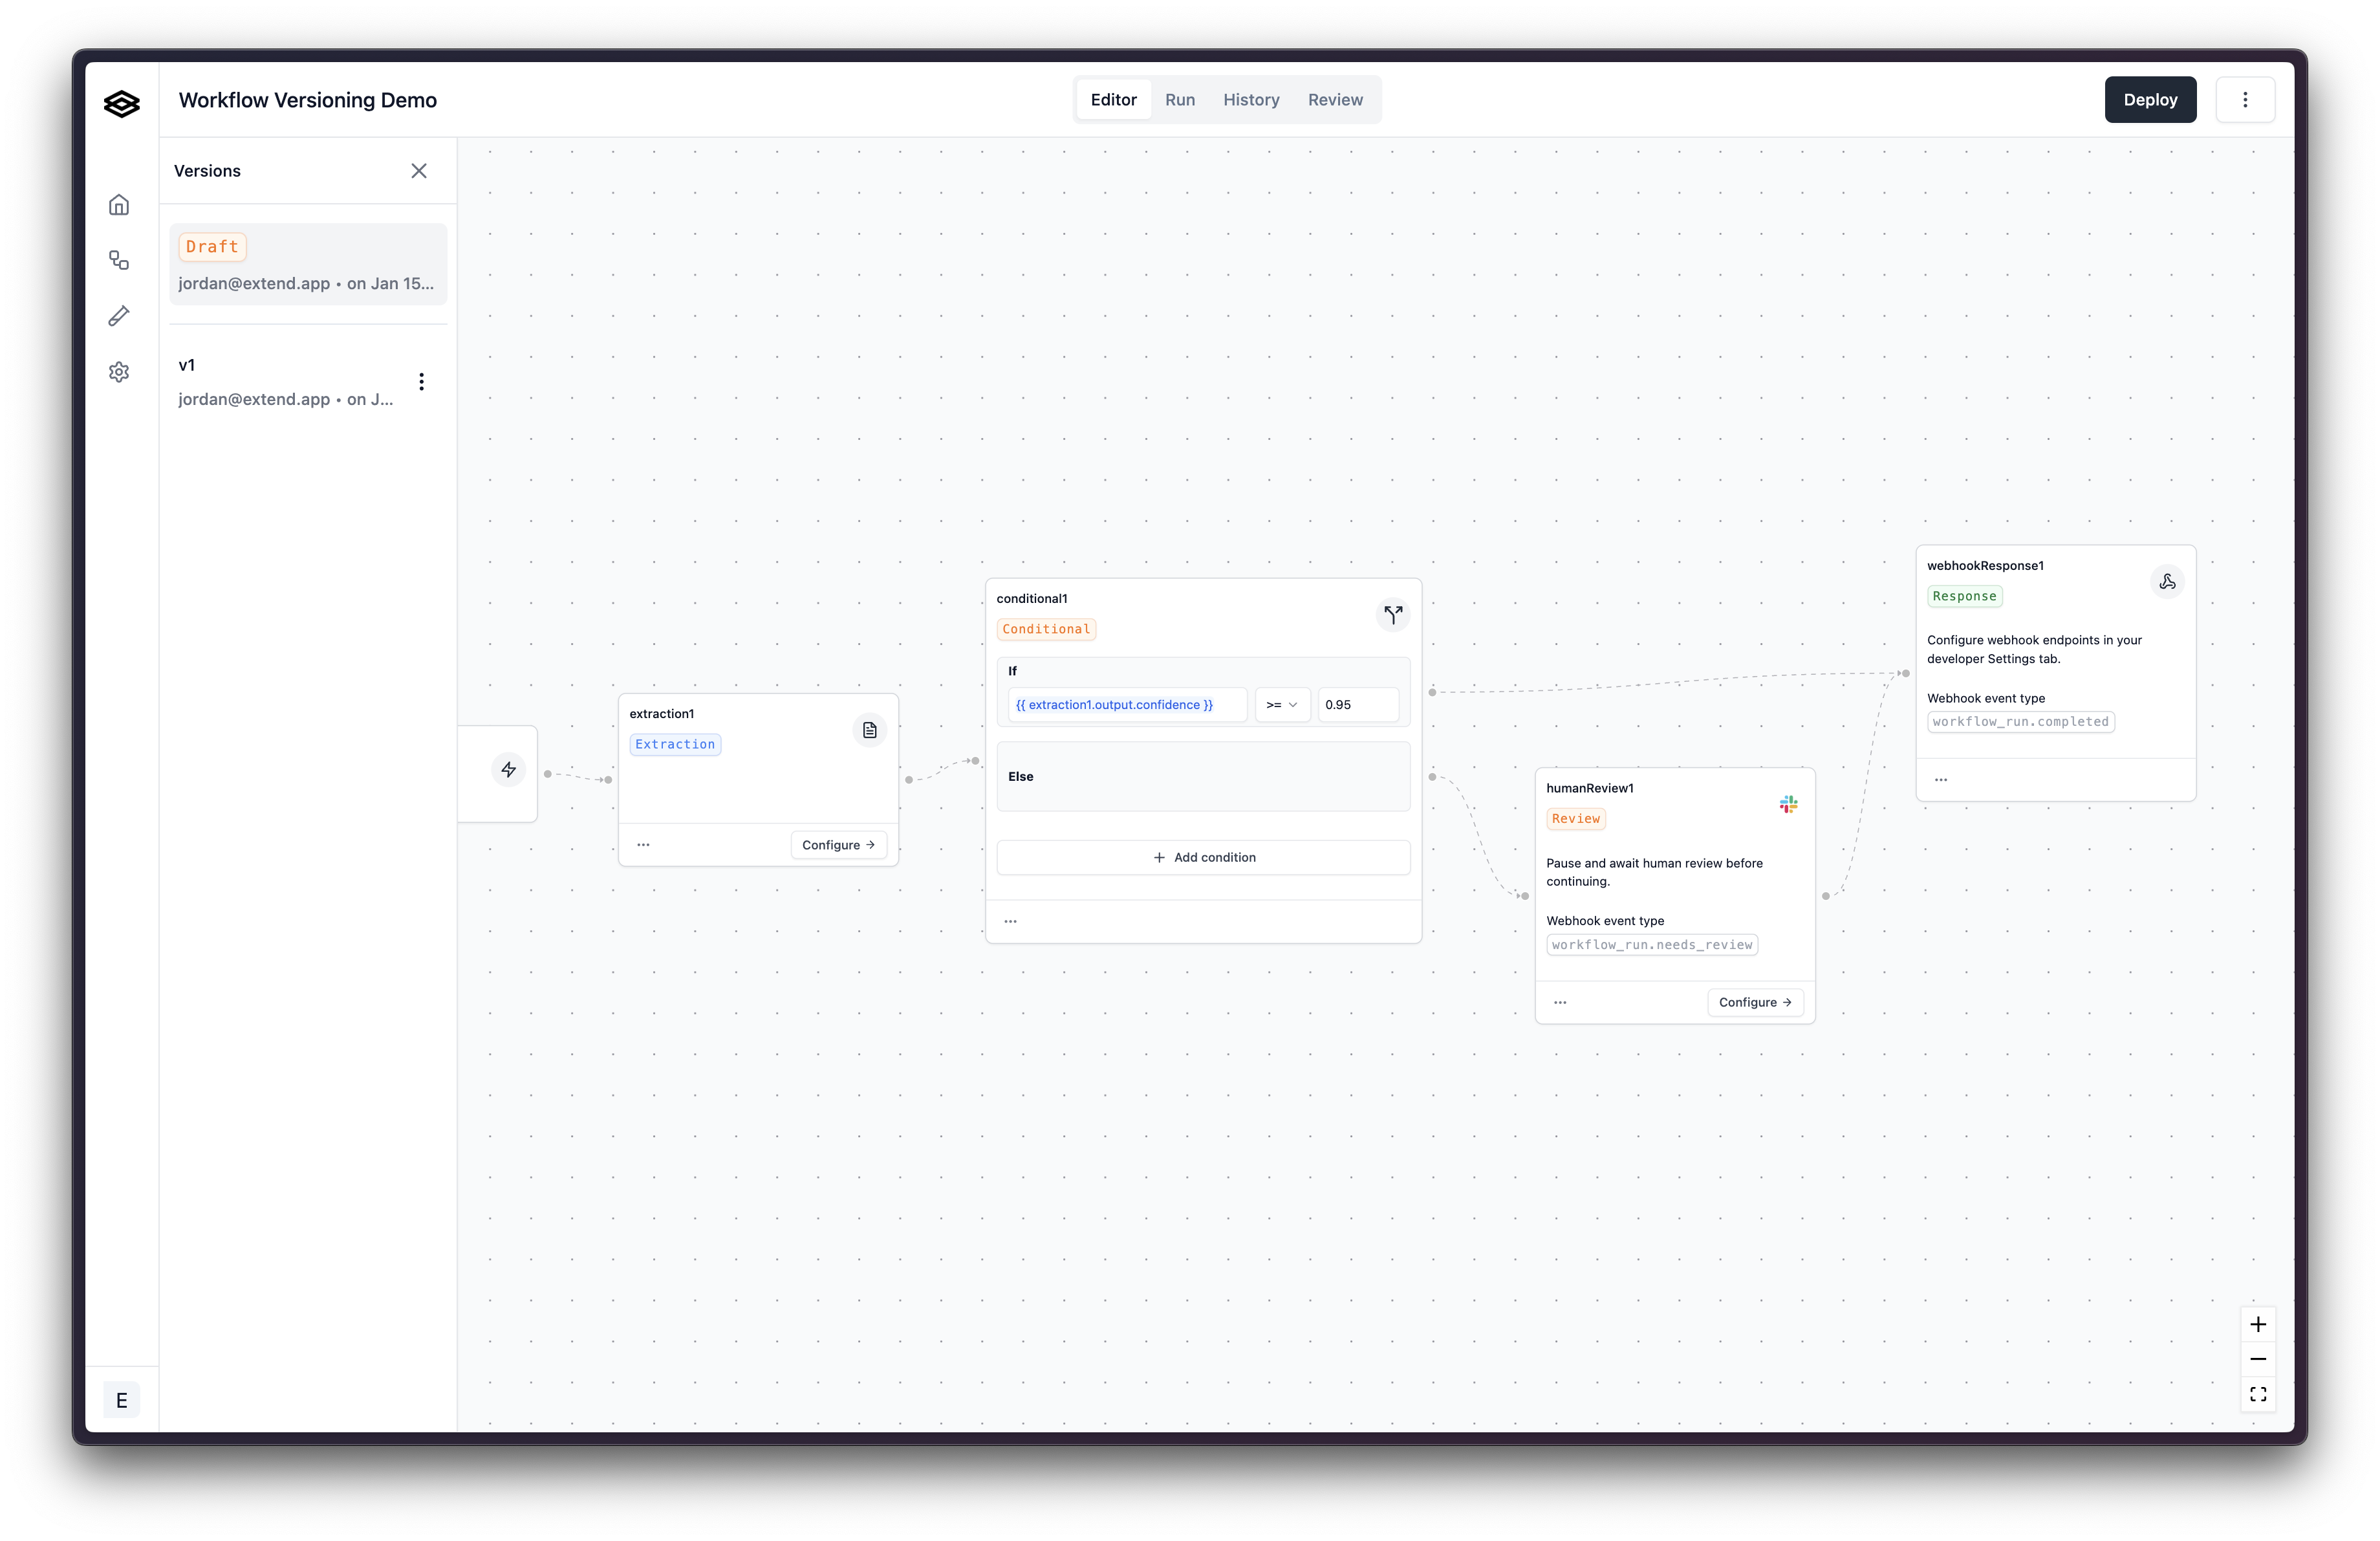 Workflow Versioning Demo
Editor
Run
History
Review
Deploy
Versions
Draft
jordan@extend.app • on Jan 15...
v1
jordan@extend.app • on J...
E
extraction1
Extraction
Configure →
conditional1
Conditional
If
{{ extraction1.output.confidence }}
>=
0.95
Else
+ Add condition
humanReview1
Review
Pause and await human review before
continuing.
Webhook event type
workflow_run.needs_review
Configure →
webhookResponse1
Response
Configure webhook endpoints in your
developer Settings tab.
Webhook event type
workflow_run.completed